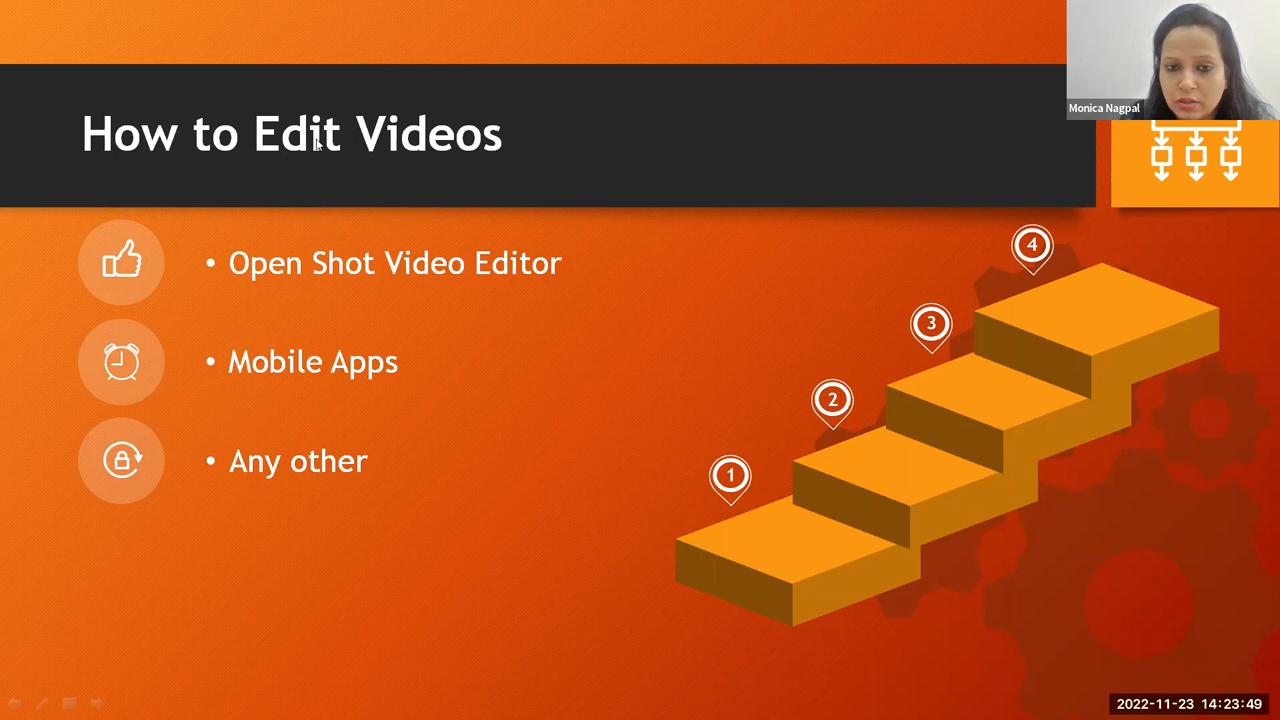 How to Edit Videos
Monica Nagpal
• Open Shot Video Editor
• Mobile Apps
• Any other
4
3
2
1
2022-11-23 14:23:49